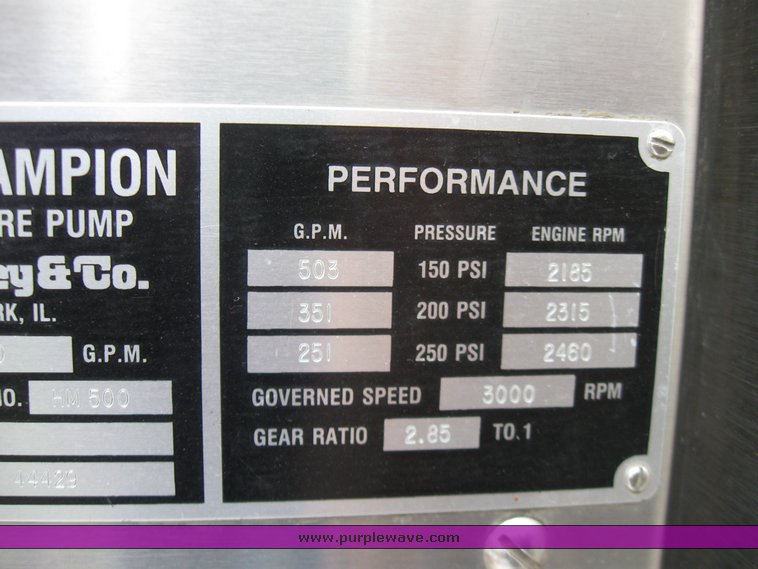 AMPION
RE PUMP
ey & Co.
RK, IL.
0 G.P.M.
NO. HM 500
44429
PERFORMANCE
G.P.M. PRESSURE ENGINE RPM
503 150 PSI 2185
351 200 PSI 2315
251 250 PSI 2460
GOVERNED SPEED 3000 RPM
GEAR RATIO 2.85 TO.1
www.purplewave.com